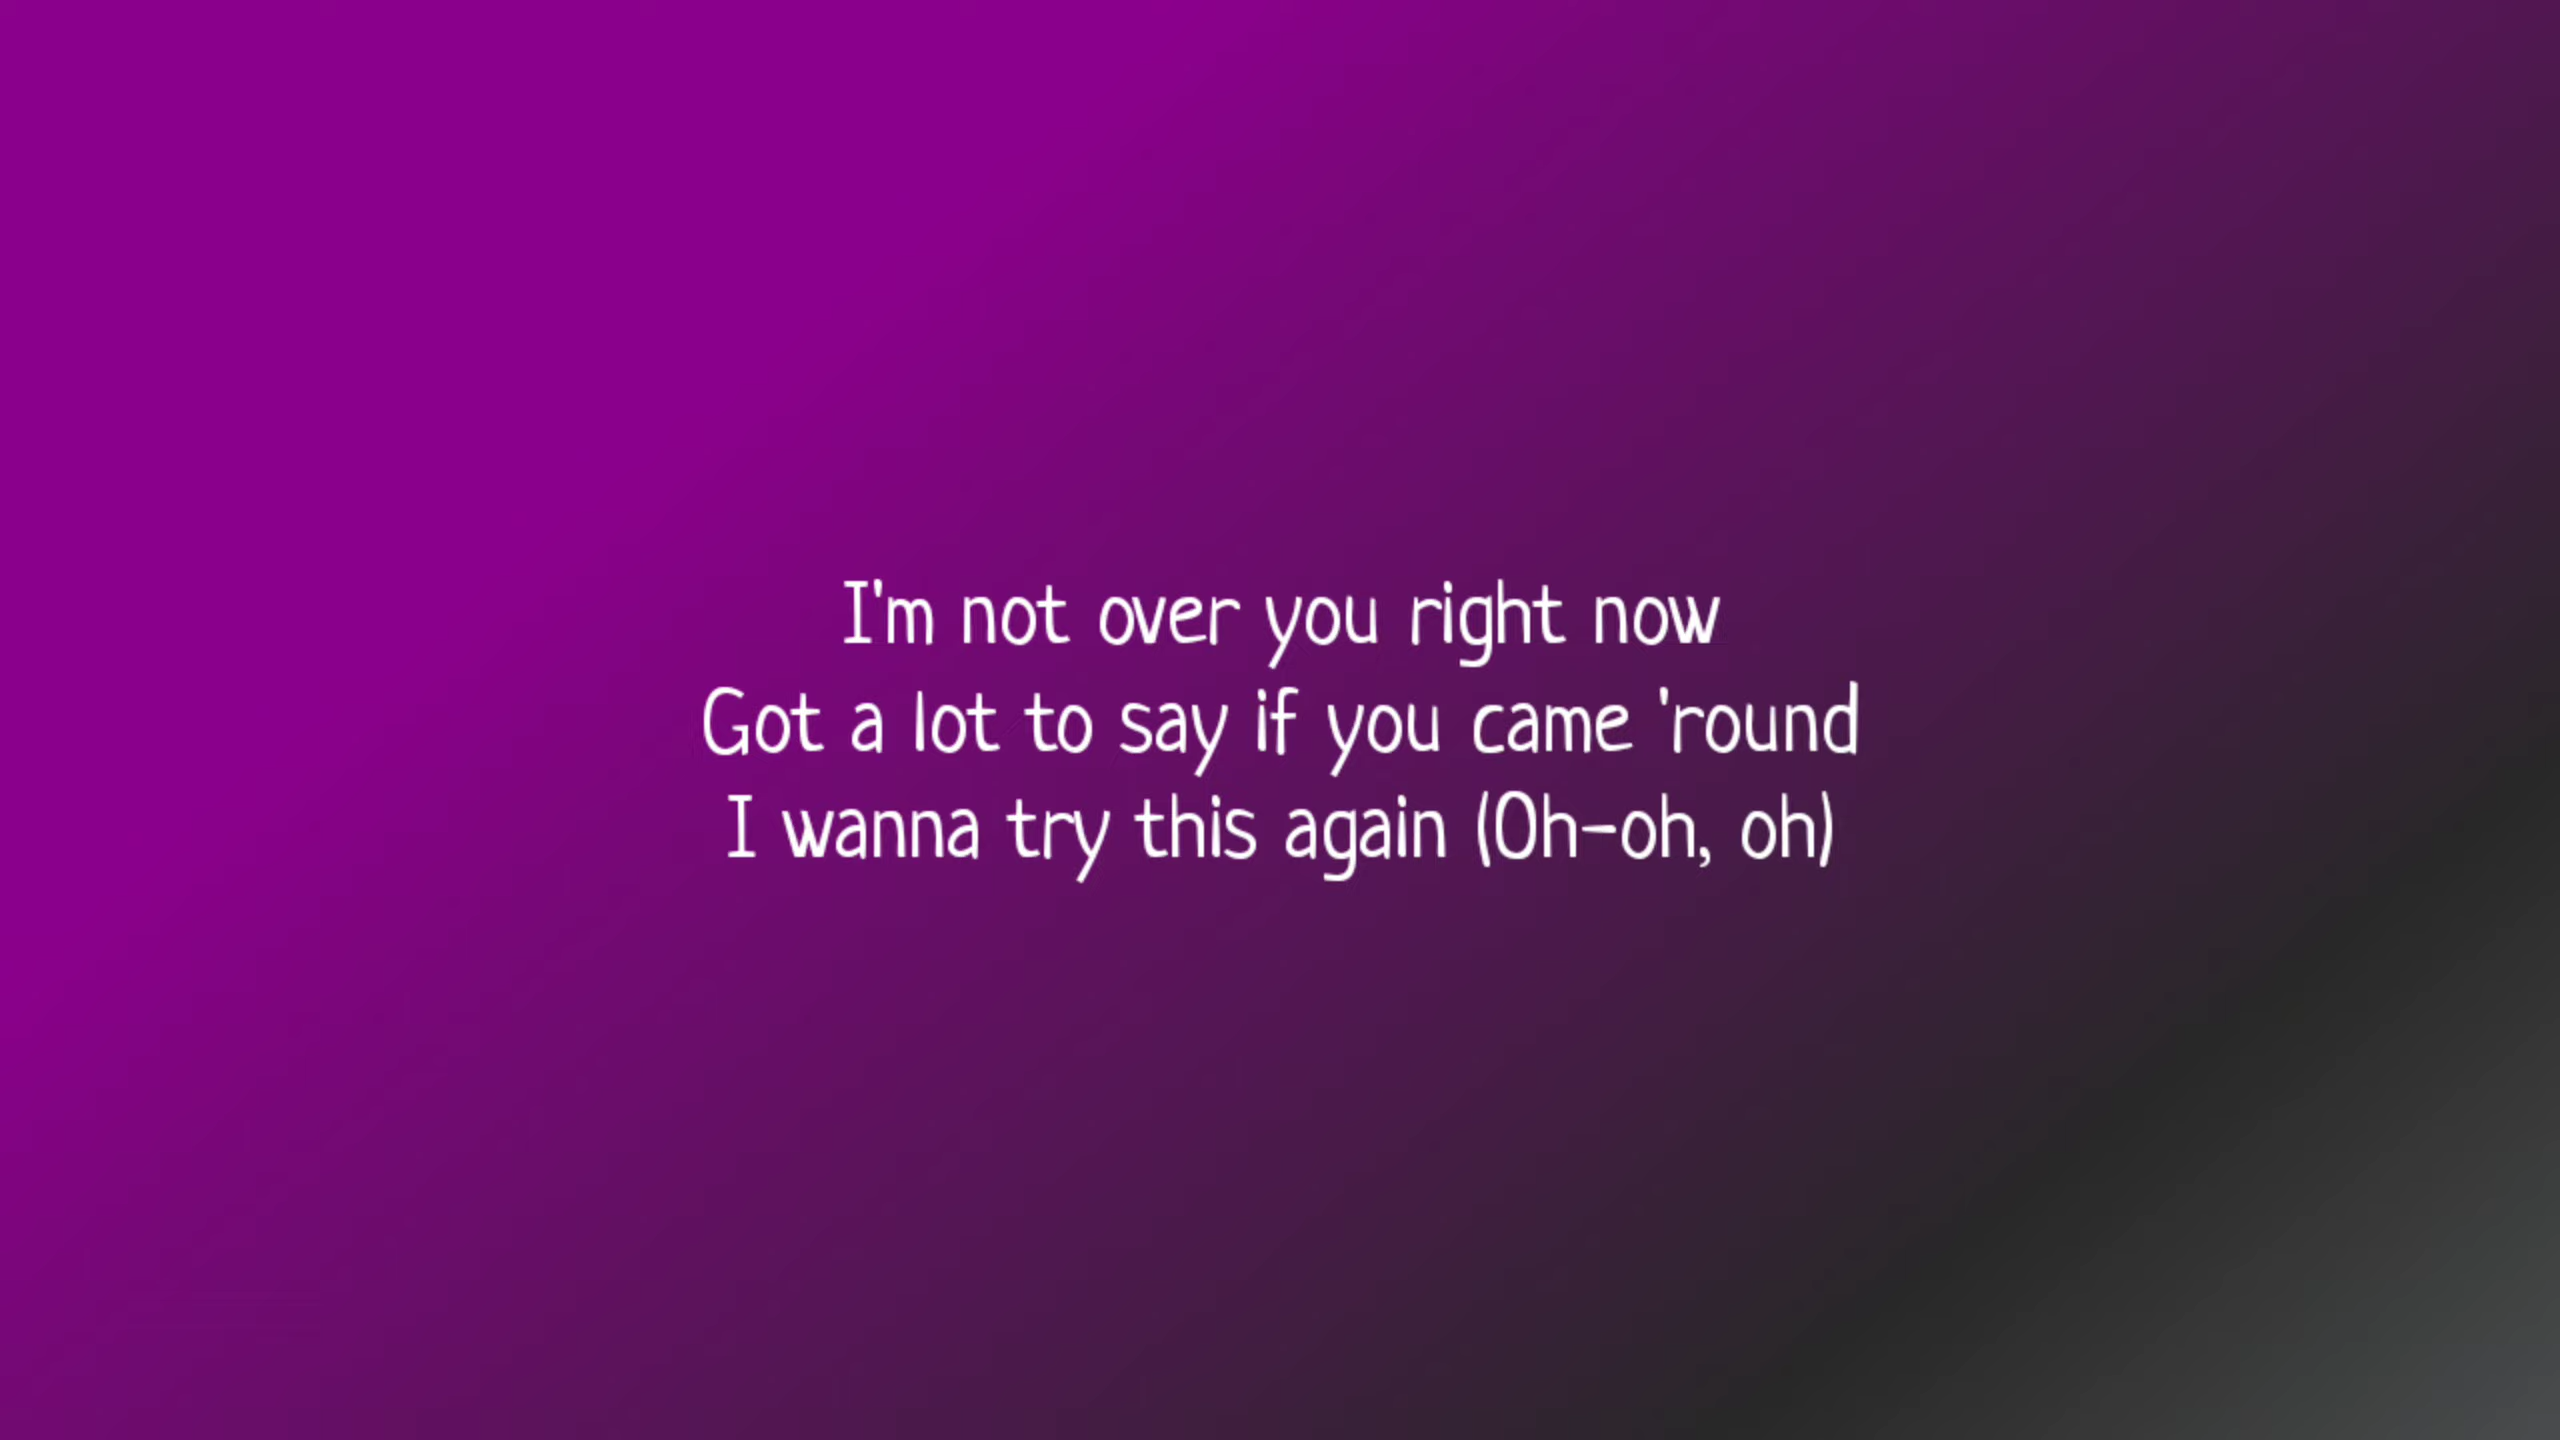 I'm not over you right now
Got a lot to say if you came 'round
I wanna try this again (Oh-oh, oh)